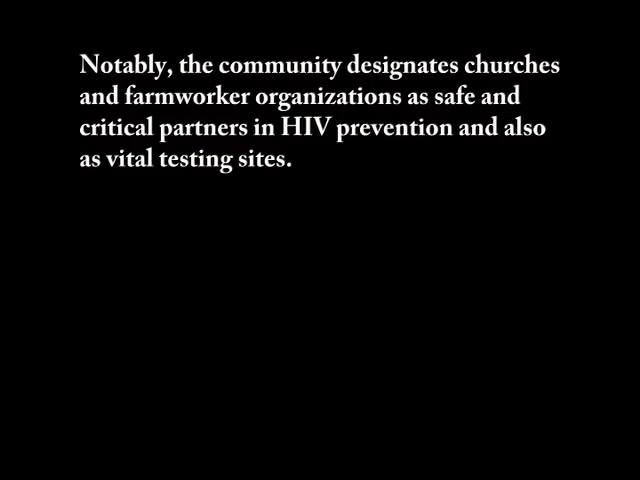 Notably, the community designates churches
and farmworker organizations as safe and
critical partners in HIV prevention and also
as vital testing sites.